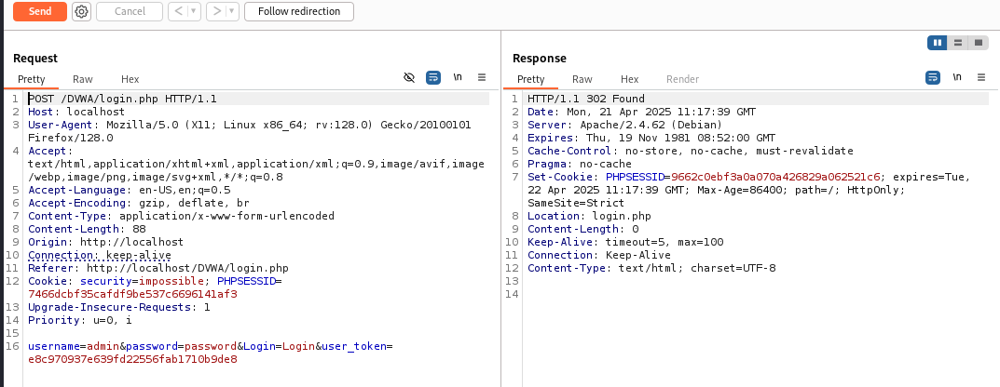 Send Cancel < > Follow redirection
Request
Pretty Raw Hex \n
1 POST /DVWA/login.php HTTP/1.1
2 Host: localhost
3 User-Agent: Mozilla/5.0 (X11; Linux x86_64; rv:128.0) Gecko/20100101
Firefox/128.0
4 Accept:
text/html,application/xhtml+xml,application/xml;q=0.9,image/avif,image
/webp,image/png,image/svg+xml,*/*;q=0.8
5 Accept-Language: en-US,en;q=0.5
6 Accept-Encoding: gzip, deflate, br
7 Content-Type: application/x-www-form-urlencoded
8 Content-Length: 88
9 Origin: http://localhost
10 Connection: keep-alive
11 Referer: http://localhost/DVWA/login.php
12 Cookie: security=impossible; PHPSESSID=
7466dcbf35cafdf9be537c6696141af3
13 Upgrade-Insecure-Requests: 1
14 Priority: u=0, i
15
16 username=admin&password=password&Login=Login&user_token=
e8c970937e639fd22556fab1710b9de8
Response
Pretty Raw Hex Render \n
1 HTTP/1.1 302 Found
2 Date: Mon, 21 Apr 2025 11:17:39 GMT
3 Server: Apache/2.4.62 (Debian)
4 Expires: Thu, 19 Nov 1981 08:52:00 GMT
5 Cache-Control: no-store, no-cache, must-revalidate
6 Pragma: no-cache
7 Set-Cookie: PHPSESSID=9662c0ebf3a0a070a426829a062521c6; expires=Tue,
22 Apr 2025 11:17:39 GMT; Max-Age=86400; path=/; HttpOnly;
SameSite=Strict
8 Location: login.php
9 Content-Length: 0
10 Keep-Alive: timeout=5, max=100
11 Connection: Keep-Alive
12 Content-Type: text/html; charset=UTF-8
13
14